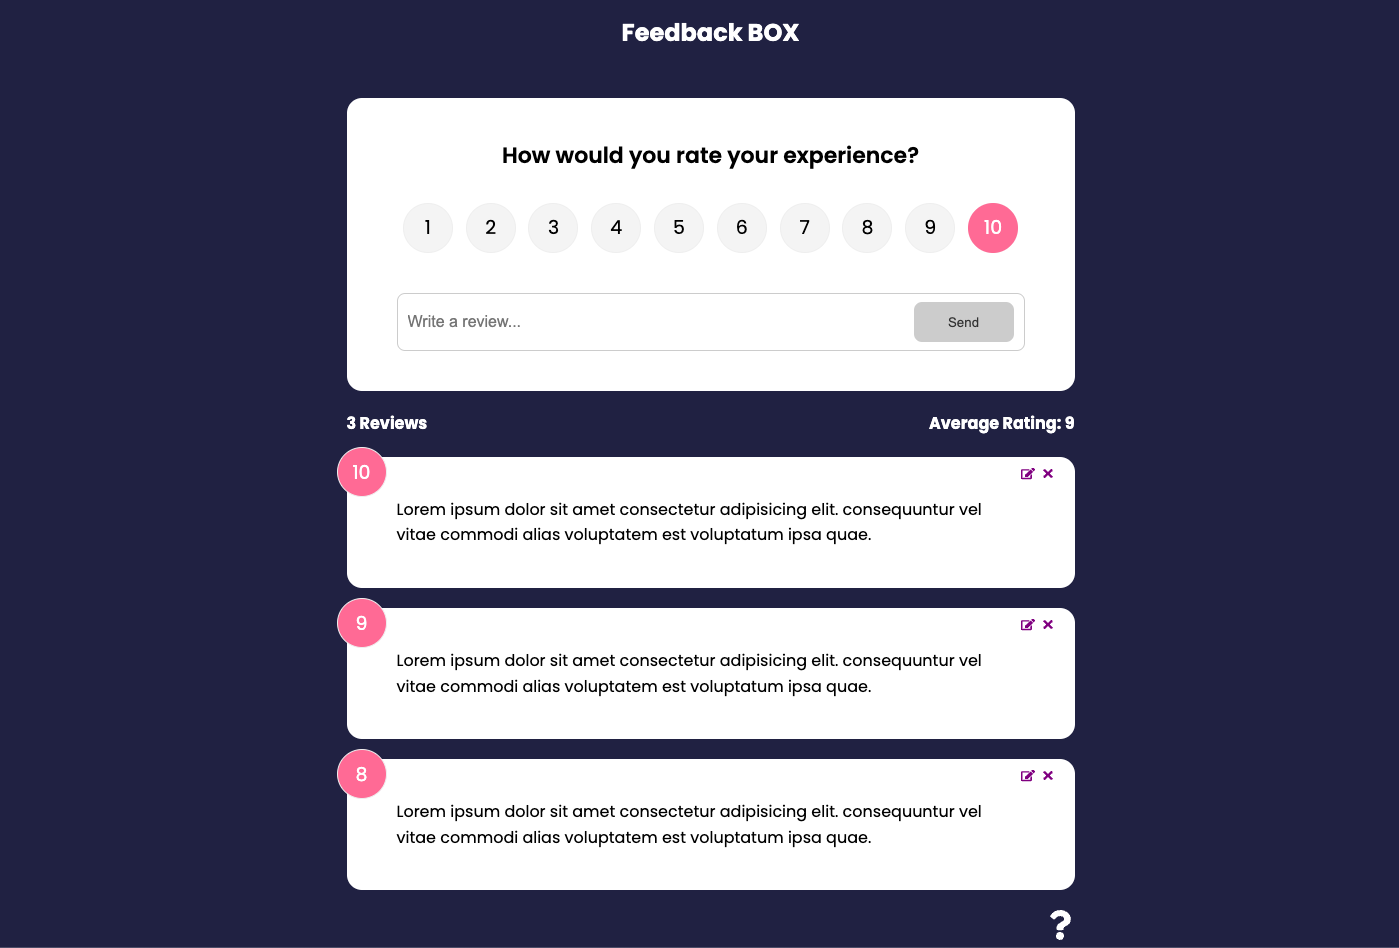 Feedback BOX
How would you rate your experience?
1 2 3 4 5 6 7 8 9 10
Write a review...
Send
3 Reviews
Average Rating: 9
10
Lorem ipsum dolor sit amet consectetur adipisicing elit. consequuntur vel
vitae commodi alias voluptatem est voluptatum ipsa quae.
9
Lorem ipsum dolor sit amet consectetur adipisicing elit. consequuntur vel
vitae commodi alias voluptatem est voluptatum ipsa quae.
8
Lorem ipsum dolor sit amet consectetur adipisicing elit. consequuntur vel
vitae commodi alias voluptatem est voluptatum ipsa quae.
?